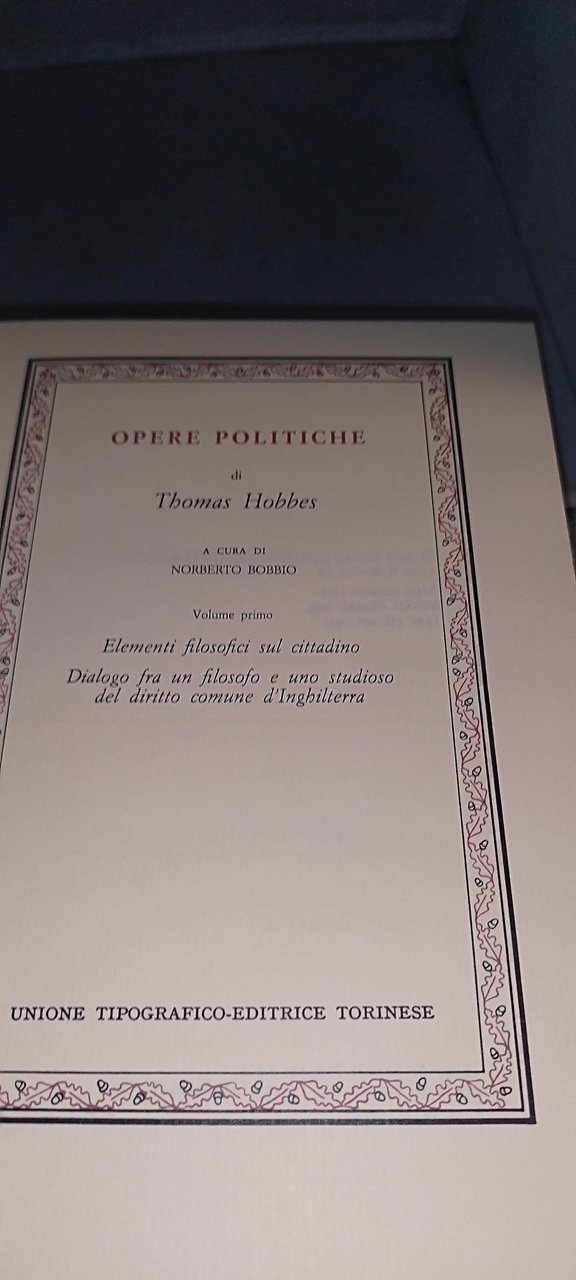 OPERE POLITICHE
di
Thomas Hobbes
A CURA DI
NORBERTO BOBBIO
Volume primo
Elementi filosofici sul cittadino
Dialogo fra un filosofo e uno studioso
del diritto comune d'Inghilterra
UNIONE TIPOGRAFICO-EDITRICE TORINESE